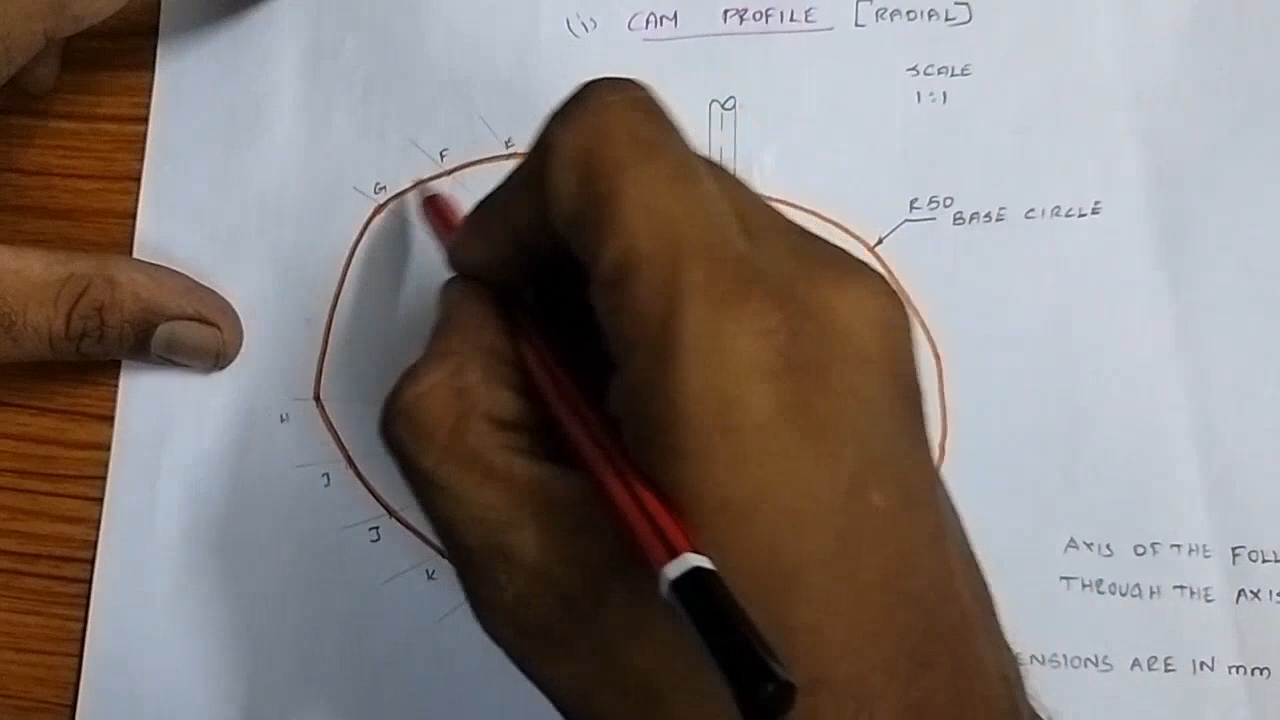 (i) CAM PROFILE [RADIAL]
SCALE
1:1
E
F
G
R50
BASE CIRCLE
H
I
J
K
AXIS OF THE FOLL
THROUGH THE AXIS
ENSIONS ARE IN mm